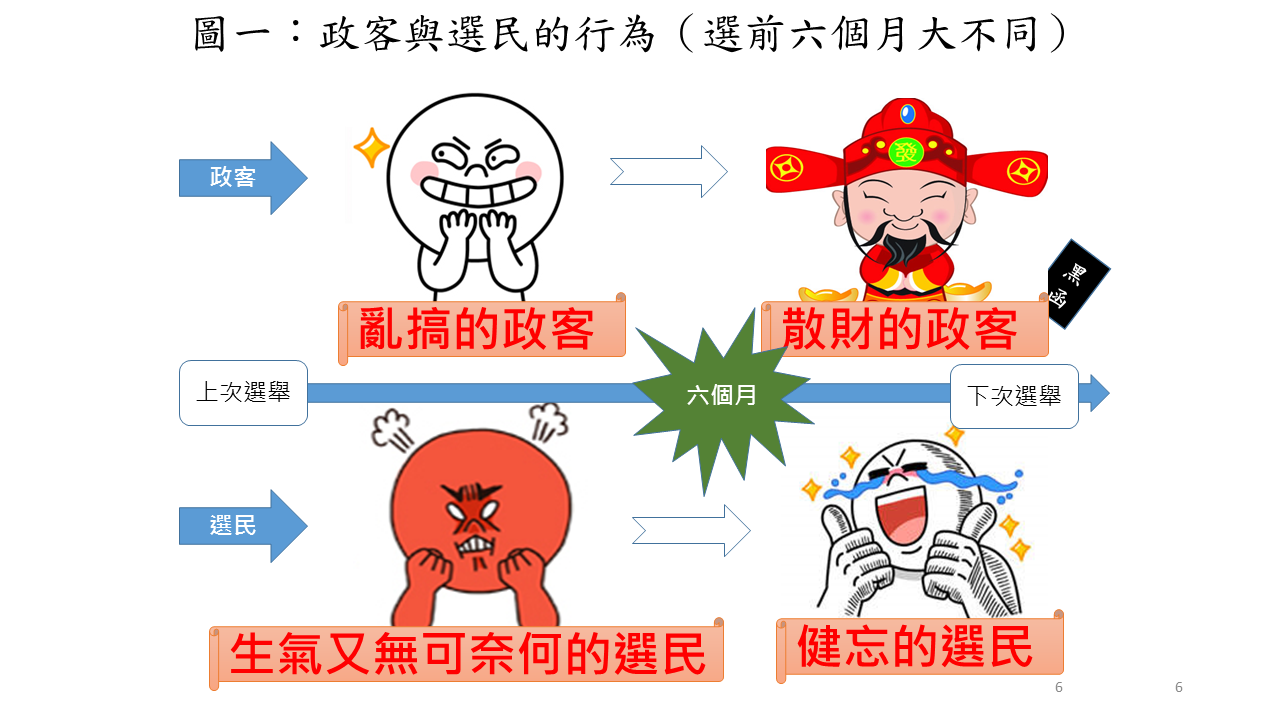 圖一：政客與選民的行為（選前六個月大不同）
政客
發
黑函
亂搞的政客
散財的政客
上次選舉
六個月
下次選舉
選民
生氣又無可奈何的選民
健忘的選民
6
6